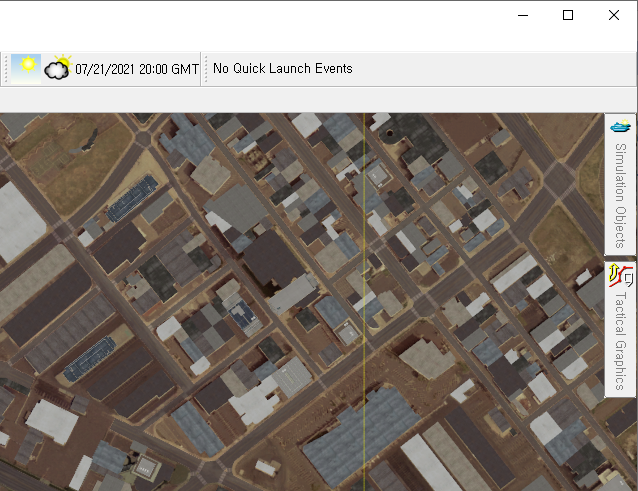 07/21/2021 20:00 GMT
No Quick Launch Events
Simulation Objects
Tactical Graphics